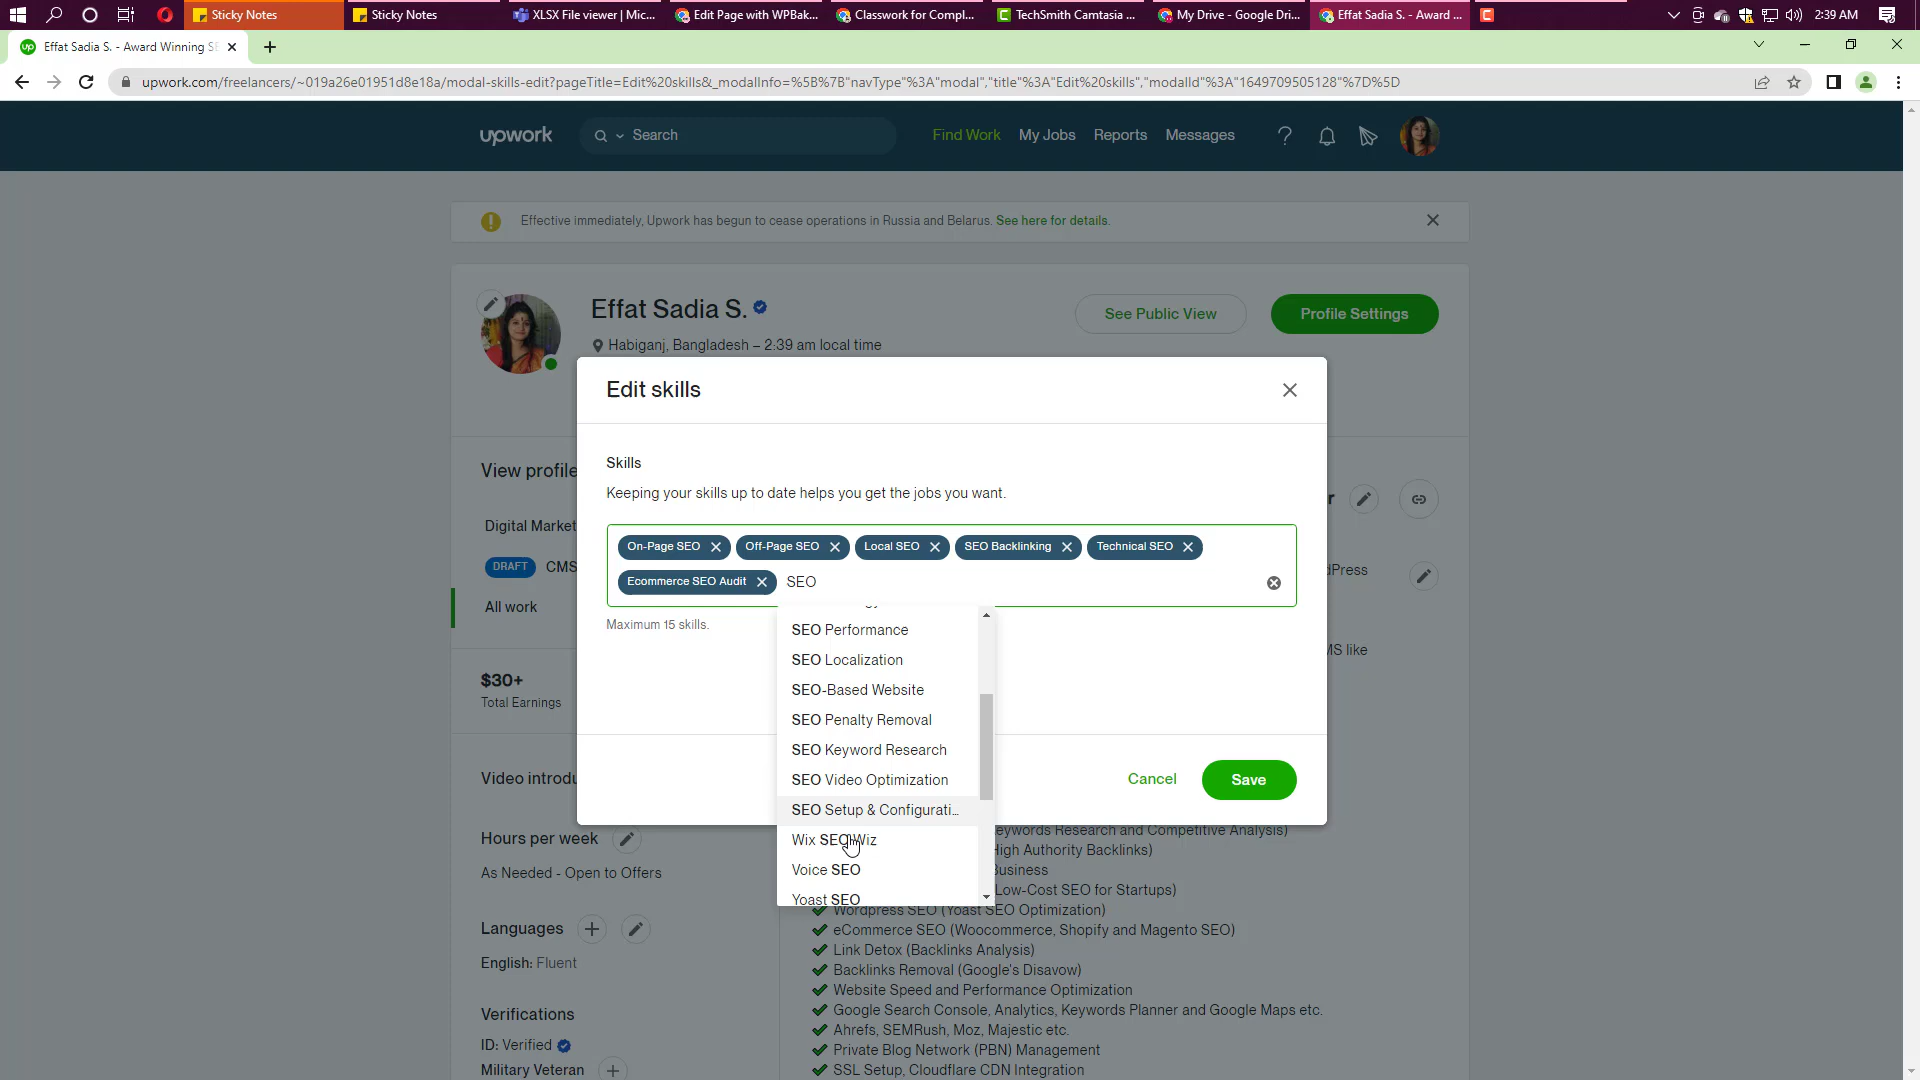 Sticky Notes
Sticky Notes
XLSX File viewer | Mic...
Edit Page with WPBak...
Classwork for Compl...
TechSmith Camtasia ...
My Drive - Google Dri...
Effat Sadia S. - Award ...
2:39 AM
Effat Sadia S. - Award Winning SE
upwork.com/freelancers/~019a26e01951d8e18a/modal-skills-edit?pageTitle=Edit%20skills&_modalInfo=%5B%7B"navType"%3A"modal","title"%3A"Edit%20skills","modalId"%3A"1649709505128"%7D%5D
upwork
Search
Find Work
My Jobs
Reports
Messages
Effective immediately, Upwork has begun to cease operations in Russia and Belarus. See here for details.
Effat Sadia S.
See Public View
Profile Settings
Habiganj, Bangladesh – 2:39 am local time
Edit skills
View profile
Skills
Keeping your skills up to date helps you get the jobs you want.
Digital Market
On-Page SEO
Off-Page SEO
Local SEO
SEO Backlinking
Technical SEO
DRAFT CMS
Ecommerce SEO Audit
SEO
All work
Maximum 15 skills.
SEO Performance
SEO Localization
SEO-Based Website
SEO Penalty Removal
SEO Keyword Research
SEO Video Optimization
SEO Setup & Configurati...
Wix SEO Wiz
Voice SEO
Yoast SEO
$30+
Total Earnings
Cancel
Save
Video introdu
Hours per week
As Needed - Open to Offers
eywords Research and Competitive Analysis)
High Authority Backlinks)
Business
Low-Cost SEO for Startups)
Wordpress SEO (Yoast SEO Optimization)
eCommerce SEO (Woocommerce, Shopify and Magento SEO)
Link Detox (Backlinks Analysis)
Backlinks Removal (Google's Disavow)
Website Speed and Performance Optimization
Google Search Console, Analytics, Keywords Planner and Google Maps etc.
Ahrefs, SEMRush, Moz, Majestic etc.
Private Blog Network (PBN) Management
SSL Setup, Cloudflare CDN Integration
Languages
English: Fluent
Verifications
ID: Verified
Military Veteran